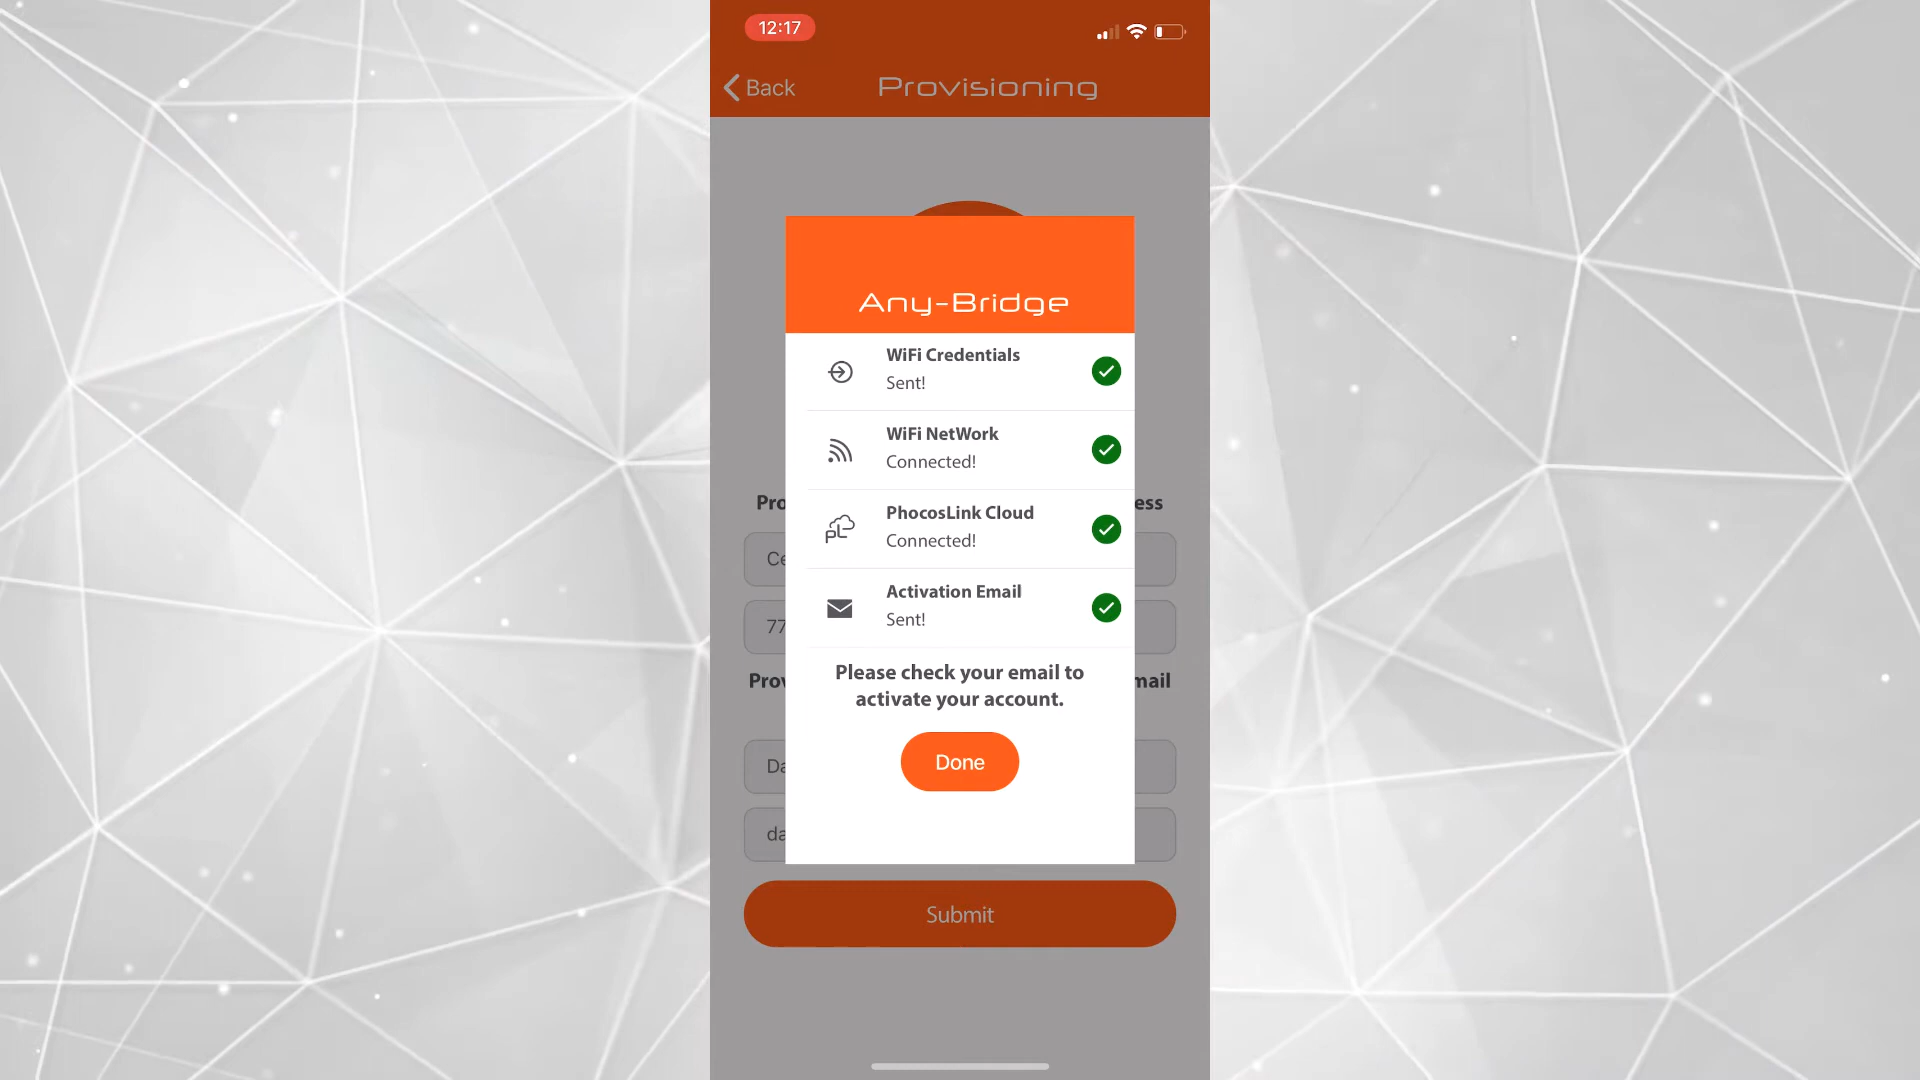 12:17
Back
Provisioning
Any-Bridge
WiFi Credentials
Sent!
WiFi NetWork
Connected!
PhocosLink Cloud
Connected!
Activation Email
Sent!
Please check your email to
activate your account.
Done
Submit